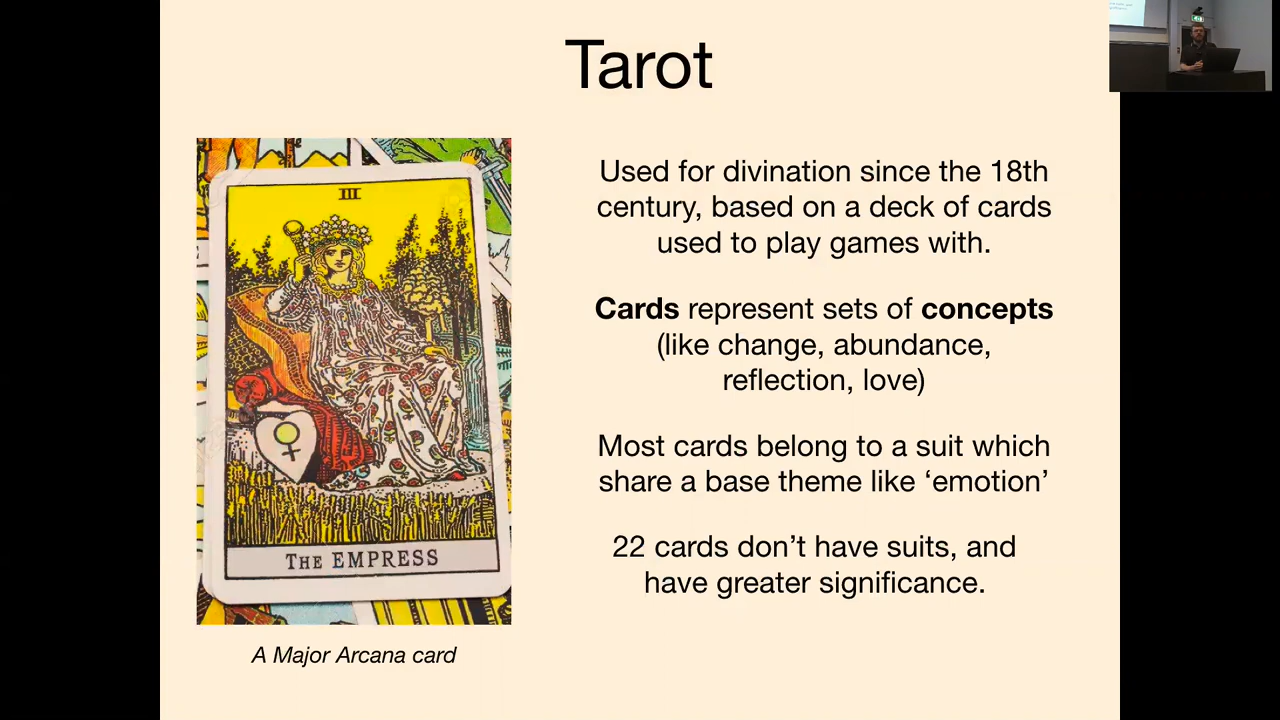 Tarot
III
THE EMPRESS
A Major Arcana card
Used for divination since the 18th
century, based on a deck of cards
used to play games with.
Cards represent sets of concepts
(like change, abundance,
reflection, love)
Most cards belong to a suit which
share a base theme like ‘emotion’
22 cards don’t have suits, and
have greater significance.